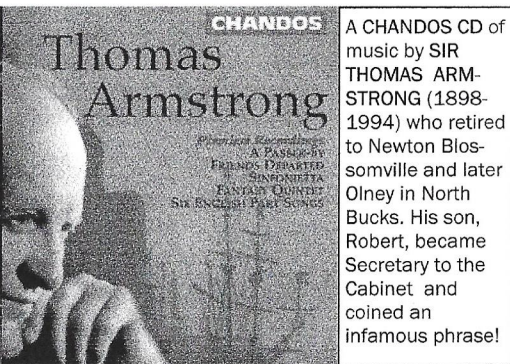 CHANDOS
Thomas
Armstrong
Premiere Recordings
A PASSER-BY
FRIENDS DEPARTED
SINFONIETTA
FANTASY QUINTET
SIX ENGLISH PART SONGS
A CHANDOS CD of
music by SIR
THOMAS ARM-
STRONG (1898-
1994) who retired
to Newton Blos-
somville and later
Olney in North
Bucks. His son,
Robert, became
Secretary to the
Cabinet and
coined an
infamous phrase!